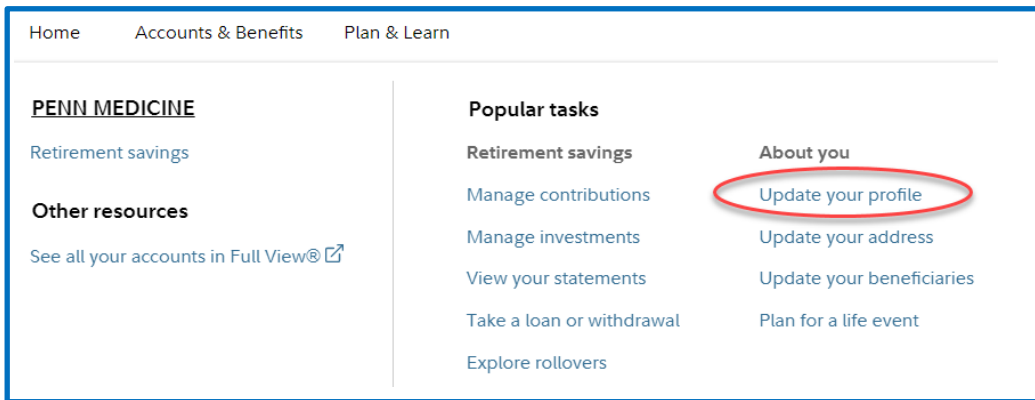 Home Accounts & Benefits Plan & Learn
PENN MEDICINE
Retirement savings
Other resources
See all your accounts in Full View®
Popular tasks
Retirement savings
Manage contributions
Manage investments
View your statements
Take a loan or withdrawal
Explore rollovers
About you
Update your profile
Update your address
Update your beneficiaries
Plan for a life event